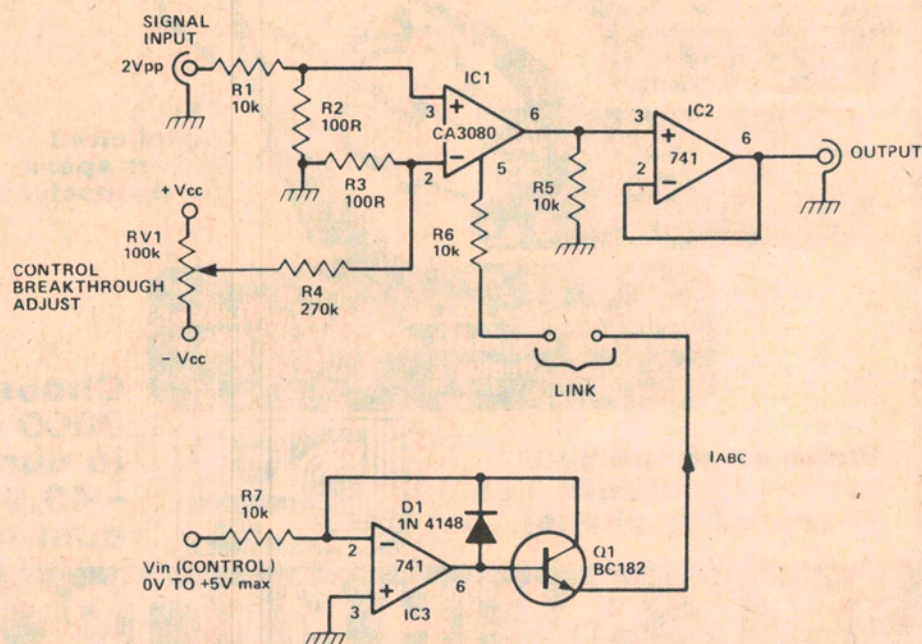 SIGNAL
INPUT
2Vpp
R1
10k
R2
100R
R3
100R
IC1
3
+
CA3080
−
2
6
5
IC2
3
+
741
2
−
6
OUTPUT
R5
10k
R6
10k
+ Vcc
RV1
100k
CONTROL
BREAKTHROUGH
ADJUST
− Vcc
R4
270k
LINK
IABC
R7
10k
Vin (CONTROL)
0V TO +5V max
D1
1N 4148
2
−
741
6
+
3
IC3
Q1
BC182